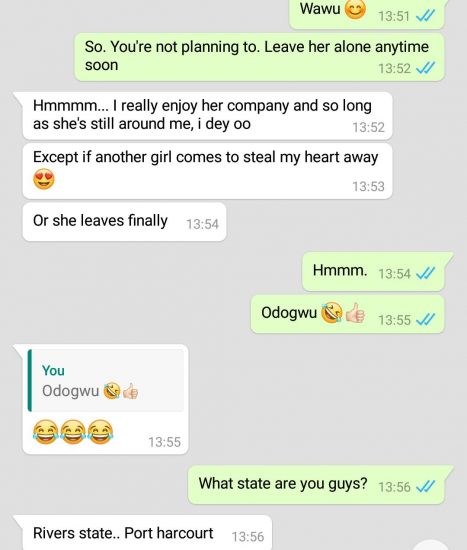 Wawu 😊 13:51
So. You're not planning to. Leave her alone anytime
soon 13:52
Hmmmm... I really enjoy her company and so long
as she's still around me, i dey oo 13:52
Except if another girl comes to steal my heart away
😍 13:53
Or she leaves finally 13:54
Hmmm. 13:54
Odogwu 🤣👍🏻 13:55
You
Odogwu 🤣👍🏻
😂😂😂 13:55
What state are you guys? 13:56
Rivers state.. Port harcourt 13:56